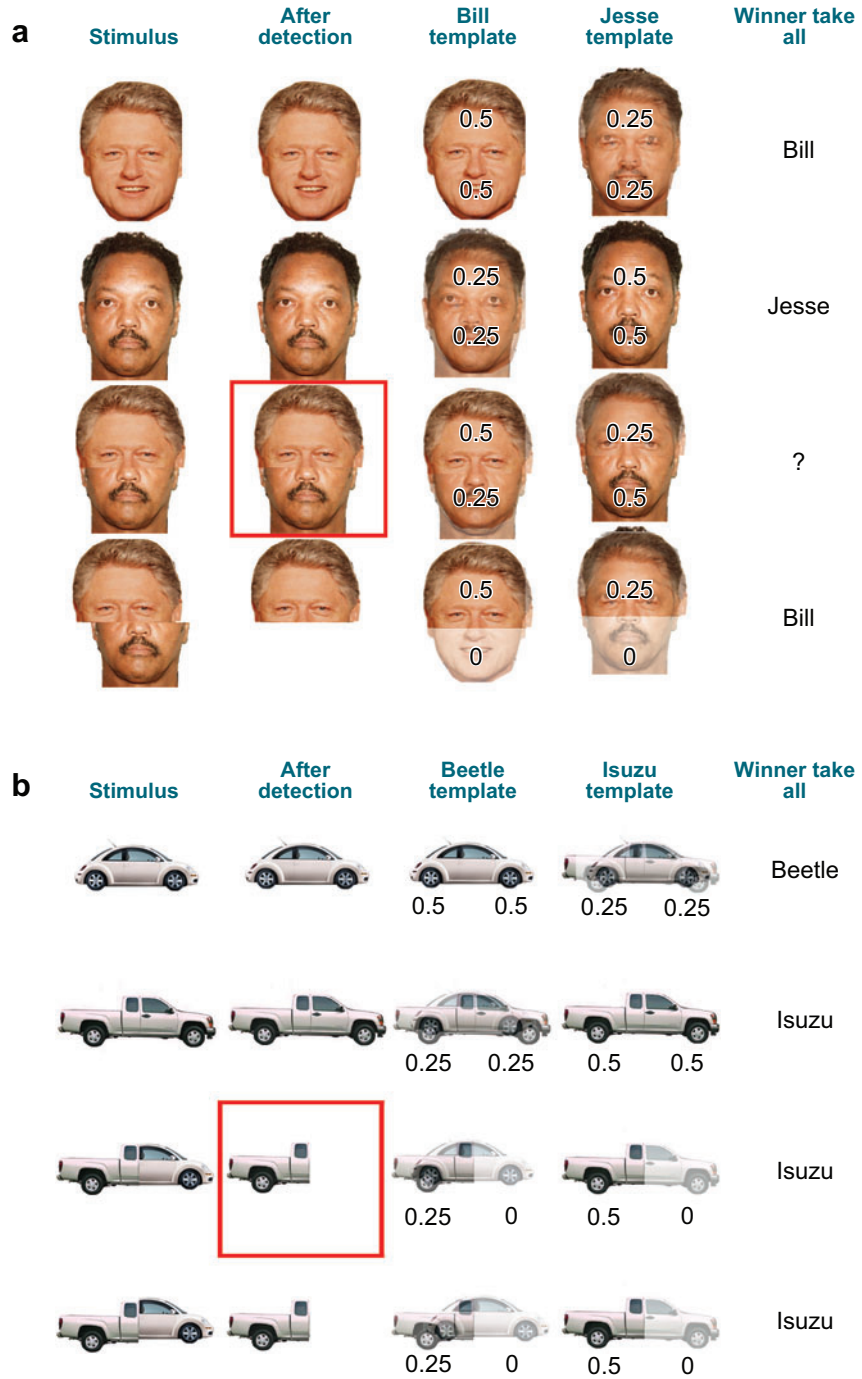 a
Stimulus
After
detection
Bill
template
Jesse
template
Winner take
all
0.5
0.5
0.25
0.25
Bill
0.25
0.25
0.5
0.5
Jesse
0.5
0.25
0.25
0.5
?
0.5
0
0.25
0
Bill
b
Stimulus
After
detection
Beetle
template
Isuzu
template
Winner take
all
Beetle
0.5 0.5 0.25 0.25
Isuzu
0.25 0.25 0.5 0.5
Isuzu
0.25 0 0.5 0
Isuzu
0.25 0 0.5 0